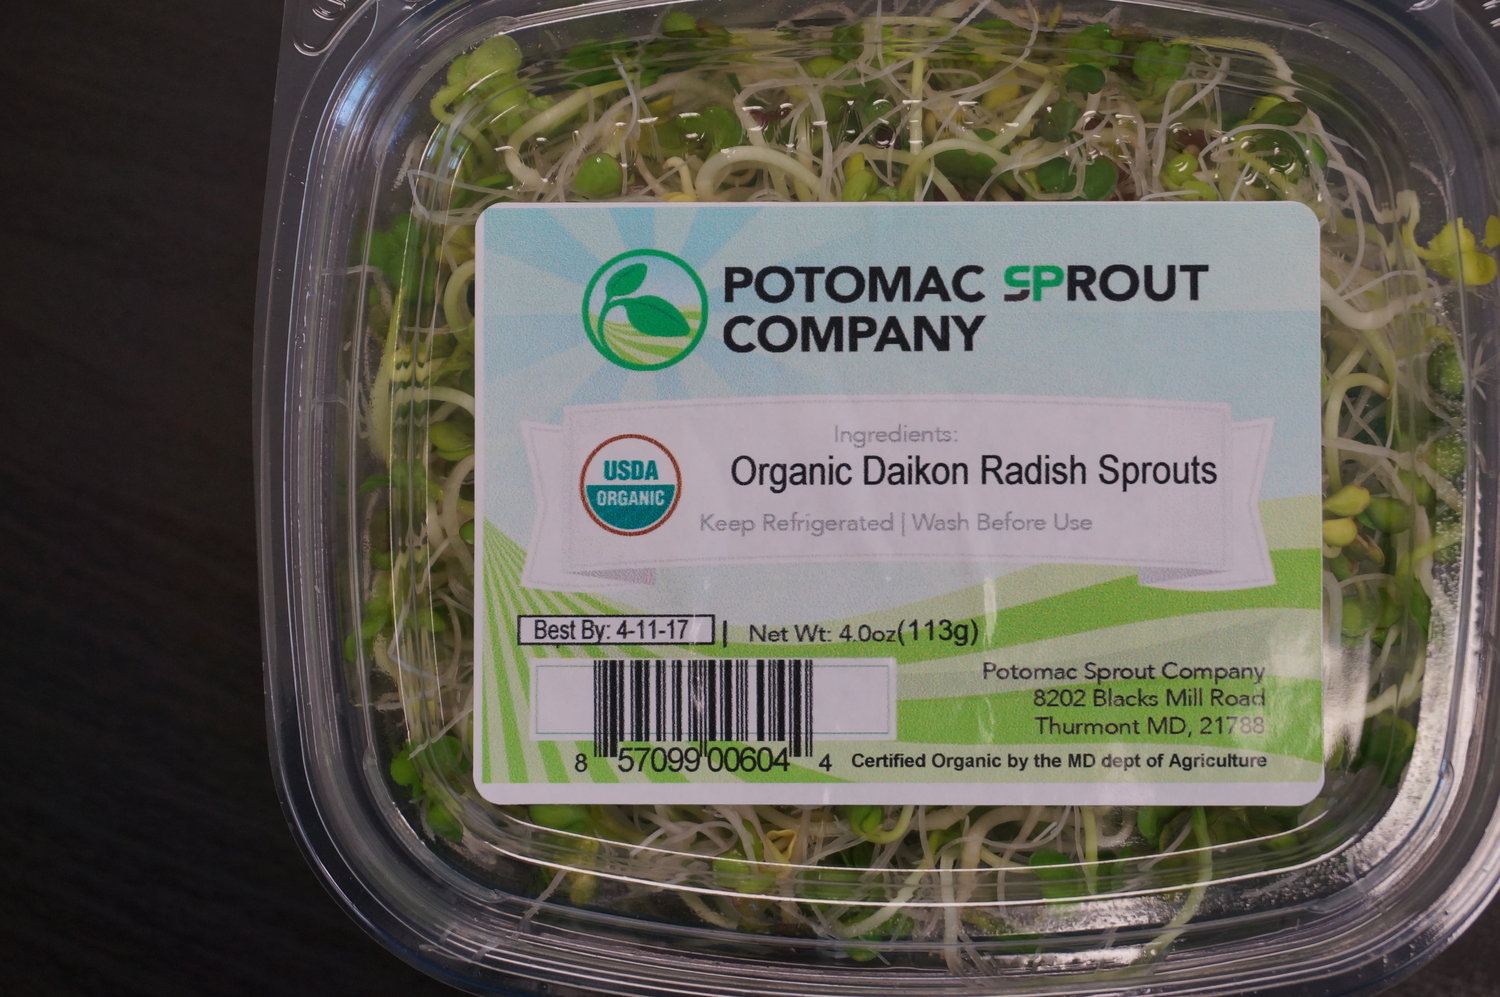 POTOMAC SPROUT
COMPANY
Ingredients:
USDA
ORGANIC
Organic Daikon Radish Sprouts
Keep Refrigerated | Wash Before Use
Best By: 4-11-17 | Net Wt: 4.0oz(113g)
Potomac Sprout Company
8202 Blacks Mill Road
Thurmont MD, 21788
8 57099 00604 4
Certified Organic by the MD dept of Agriculture